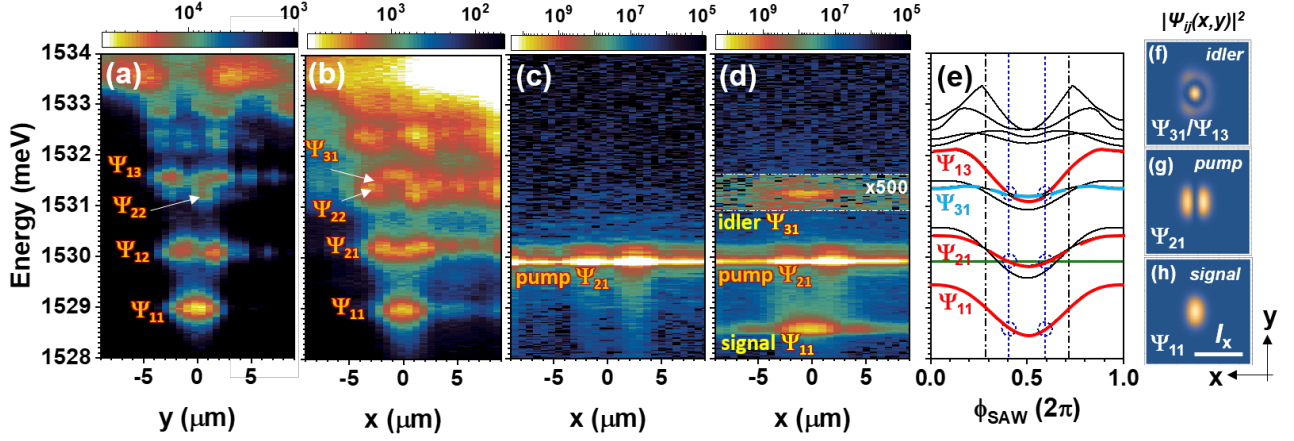 10⁴ 10³
10³ 10²
10⁹ 10⁷ 10⁵
10⁹ 10⁷ 10⁵
|Ψij(x,y)|²
Energy (meV)
1534
1533
1532
1531
1530
1529
1528
(a)
Ψ13
Ψ22
Ψ12
Ψ11
-5 0 5
y (μm)
(b)
Ψ31
Ψ22
Ψ21
Ψ11
-5 0 5
x (μm)
(c)
pump Ψ21
-5 0 5
x (μm)
(d)
x500
idler Ψ31
pump Ψ21
signal Ψ11
-5 0 5
x (μm)
(e)
Ψ13
Ψ31
Ψ21
Ψ11
0.0 0.5 1.0
ϕSAW (2π)
(f) idler
Ψ31/Ψ13
(g) pump
Ψ21
(h) signal
Ψ11 lx
y
x